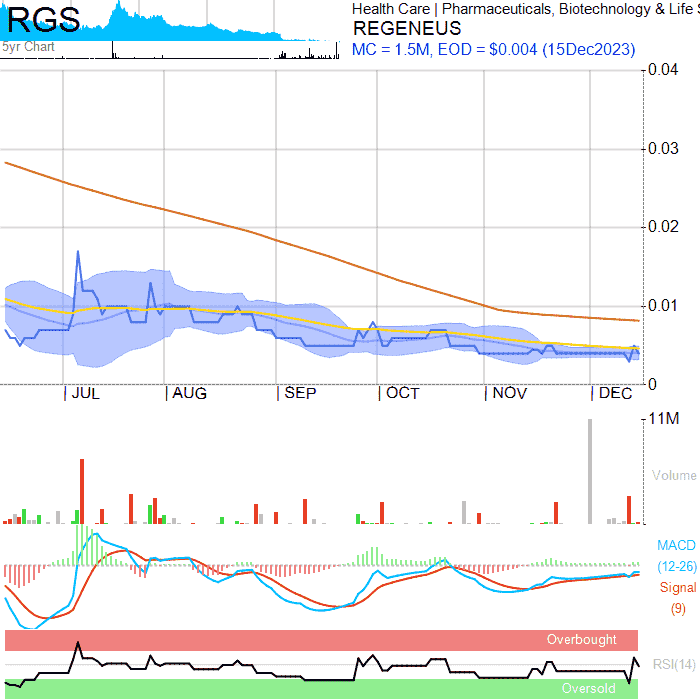 RGS
5yr Chart
Health Care | Pharmaceuticals, Biotechnology & Life S
REGENEUS
MC = 1.5M, EOD = $0.004 (15Dec2023)
0.04
0.03
0.02
0.01
0
JUL AUG SEP OCT NOV DEC
11M
Volume
MACD
(12-26)
Signal
(9)
Overbought
RSI(14)
Oversold